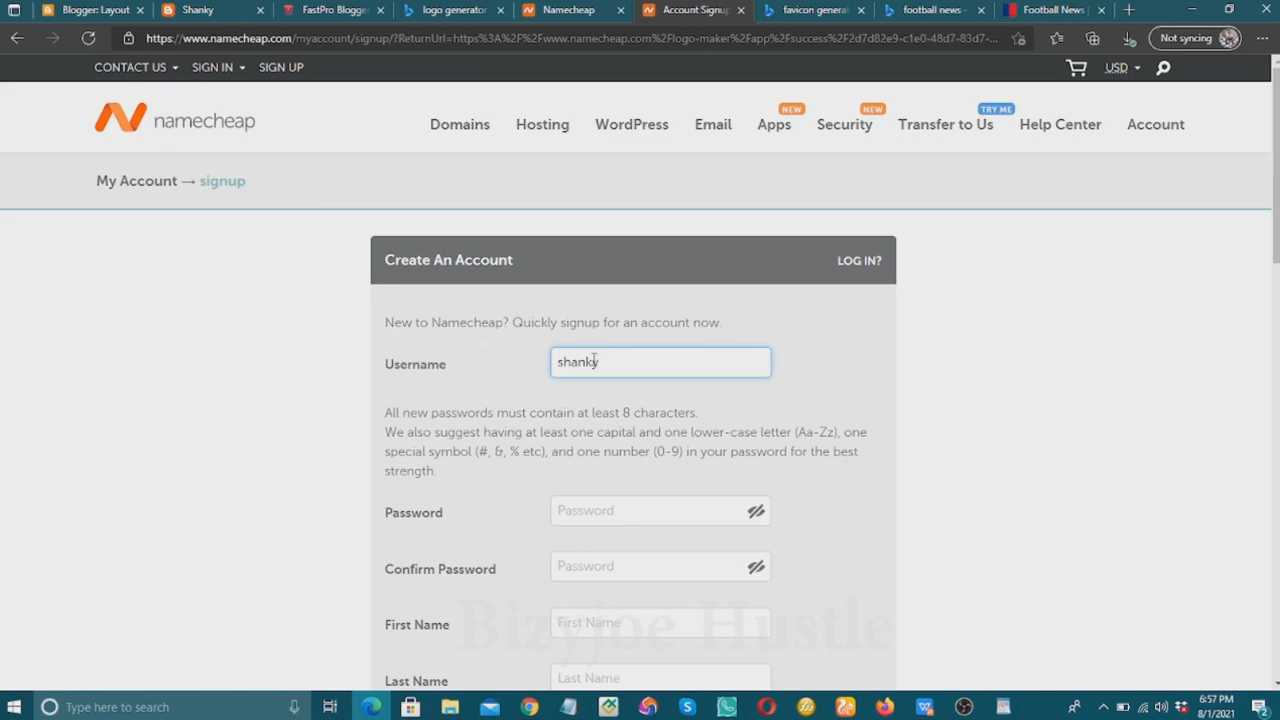 Blogger: Layout
Shanky
FastPro Blogger
logo generator
Namecheap
Account Signup
favicon generat
football news -
Football News |
https://www.namecheap.com/myaccount/signup/?ReturnUrl=https%3A%2F%2Fwww.namecheap.com%2Flogo-maker%2Fapp%2Fsuccess%2F2d7d82e9-c1e0-48d7-83d7-...
Not syncing
CONTACT US
SIGN IN
SIGN UP
USD
NEW
NEW
TRY ME
namecheap
Domains
Hosting
WordPress
Email
Apps
Security
Transfer to Us
Help Center
Account
My Account → signup
Create An Account
LOG IN?
New to Namecheap? Quickly signup for an account now.
Username
shanky
All new passwords must contain at least 8 characters.
We also suggest having at least one capital and one lower-case letter (Aa-Zz), one
special symbol (#, &, % etc), and one number (0-9) in your password for the best
strength.
Password
Password
Confirm Password
Password
First Name
First Name
Bizyjoe Hustle
Last Name
Last Name
Type here to search
6:57 PM
8/1/2021
2